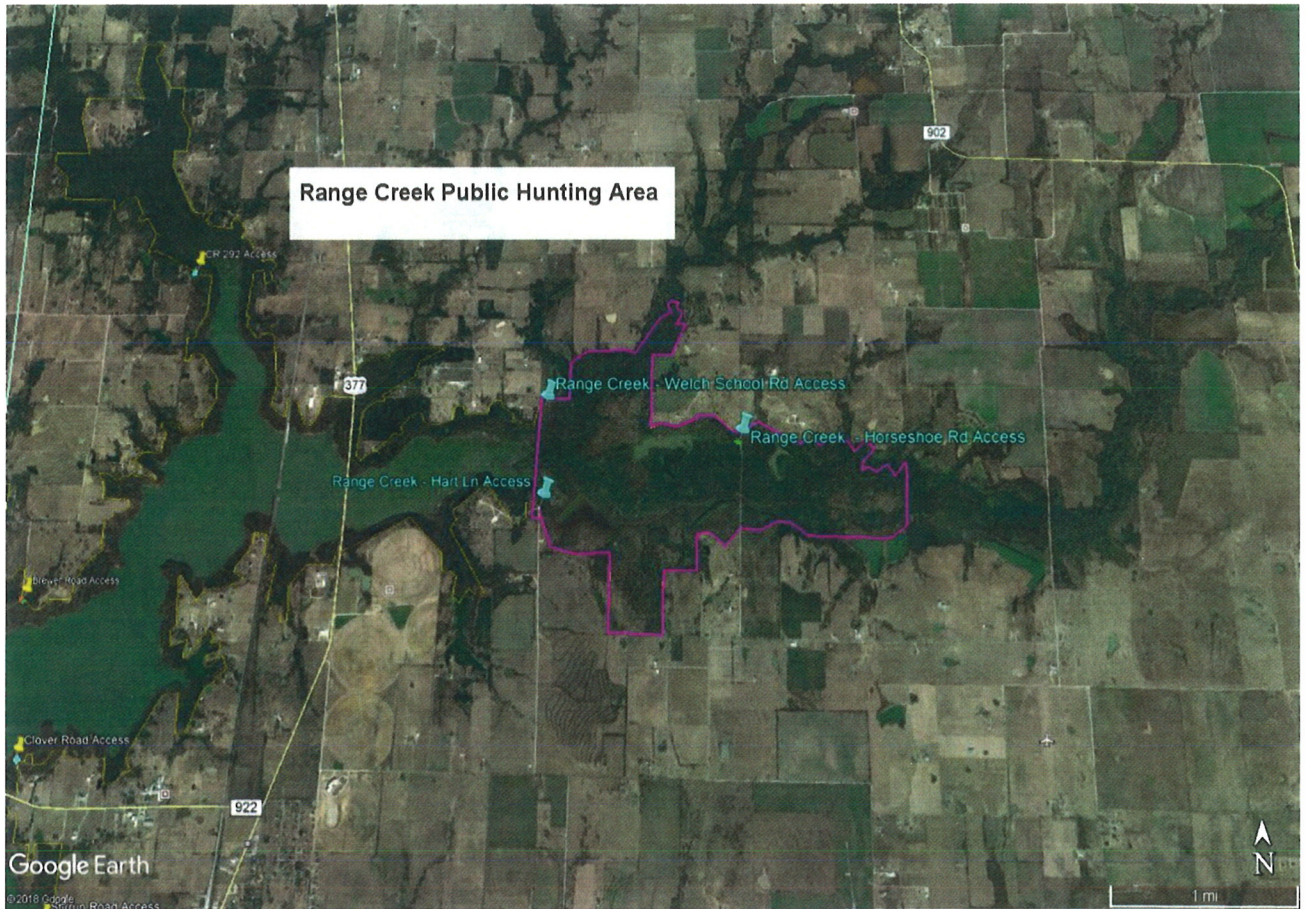 902
Range Creek Public Hunting Area
CR 292 Access
377
Range Creek - Welch School Rd Access
Range Creek - Horseshoe Rd Access
Range Creek - Hart Ln Access
Brewer Road Access
Clover Road Access
922
Google Earth
N
©2018 Google
Road Access
1 mi